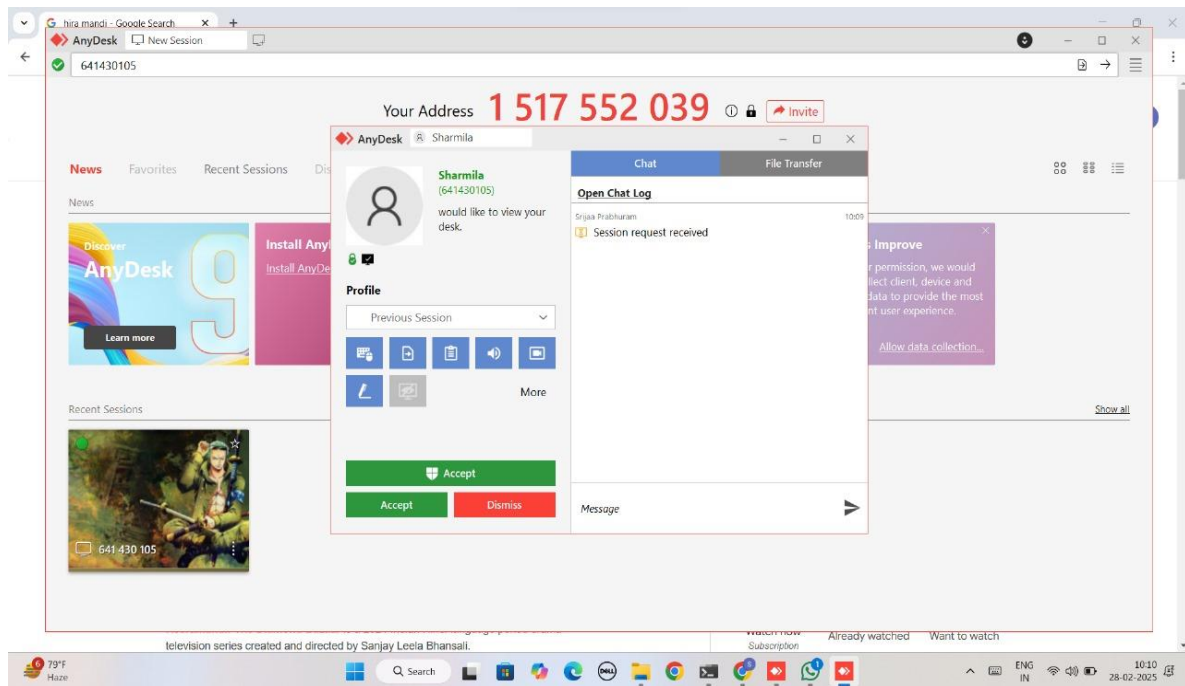 hira mandi - Google Search
AnyDesk New Session
641430105
Your Address 1 517 552 039 Invite
AnyDesk Sharmila
News Favorites Recent Sessions Dis
News
Discover
AnyDesk
9
Learn more
Install Any
Install AnyDe
Sharmila
(641430105)
would like to view your
desk.
Profile
Previous Session
More
Accept
Accept Dismiss
Chat File Transfer
Open Chat Log
Srijaa Prabhuram 10:09
Session request received
Message
Improve
r permission, we would
llect client, device and
data to provide the most
nt user experience.
Allow data collection...
Recent Sessions Show all
641 430 105
television series created and directed by Sanjay Leela Bhansali.
Watch now
Subscription
Already watched Want to watch
6
79°F
Haze
Search
DELL
ENG
IN
10:10
28-02-2025